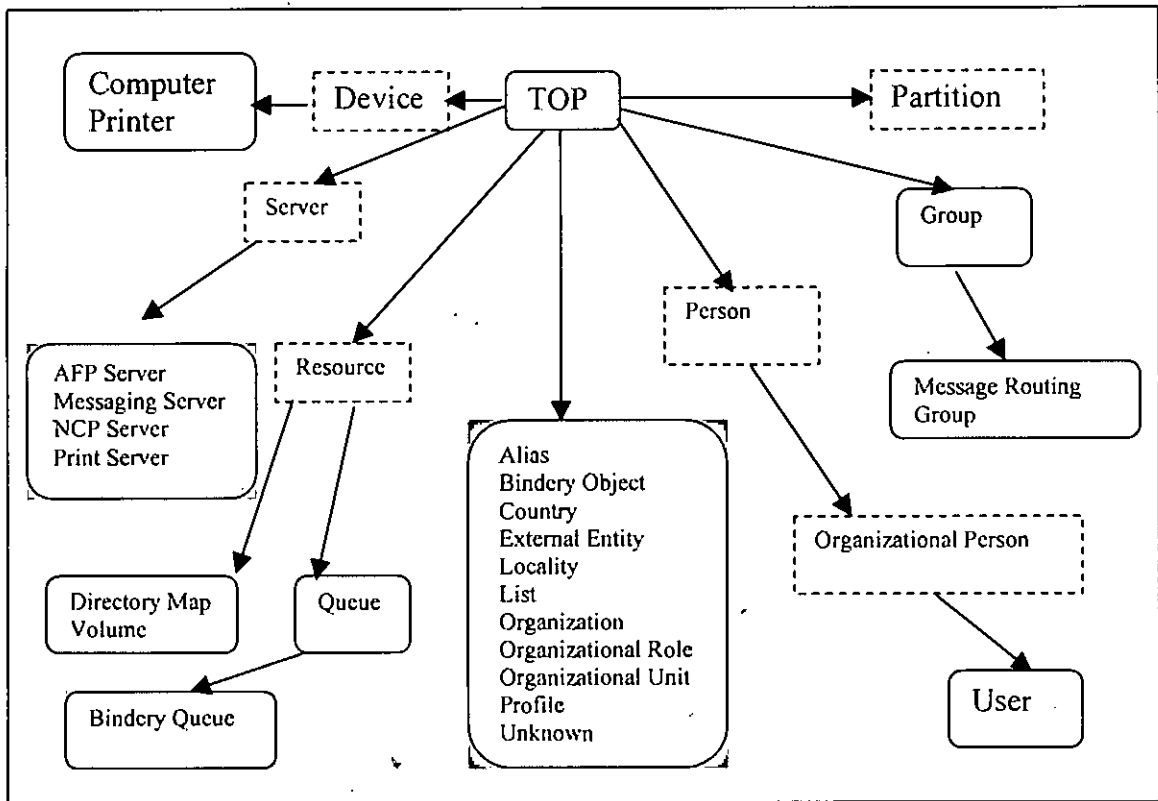 Computer
Printer
Device
TOP
Partition
Server
Group
Person
AFP Server
Messaging Server
NCP Server
Print Server
Resource
Message Routing
Group
Alias
Bindery Object
Country
External Entity
Locality
List
Organization
Organizational Role
Organizational Unit
Profile
Unknown
Organizational Person
Directory Map
Volume
Queue
Bindery Queue
User